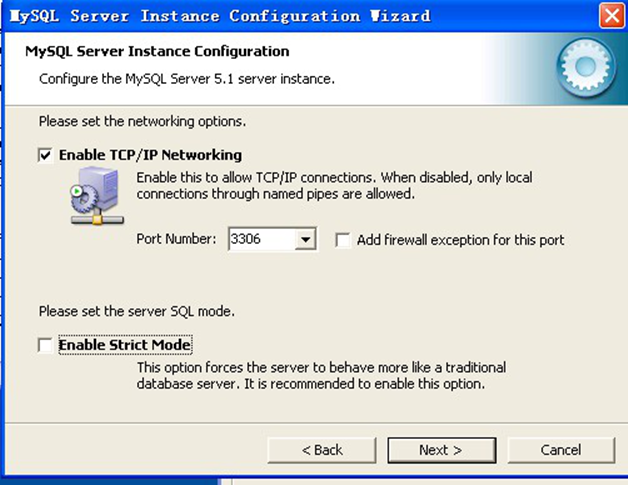 MySQL Server Instance Configuration Wizard
MySQL Server Instance Configuration
Configure the MySQL Server 5.1 server instance.
Please set the networking options.
Enable TCP/IP Networking
Enable this to allow TCP/IP connections. When disabled, only local
connections through named pipes are allowed.
Port Number: 3306 Add firewall exception for this port
Please set the server SQL mode.
Enable Strict Mode
This option forces the server to behave more like a traditional
database server. It is recommended to enable this option.
< Back Next > Cancel